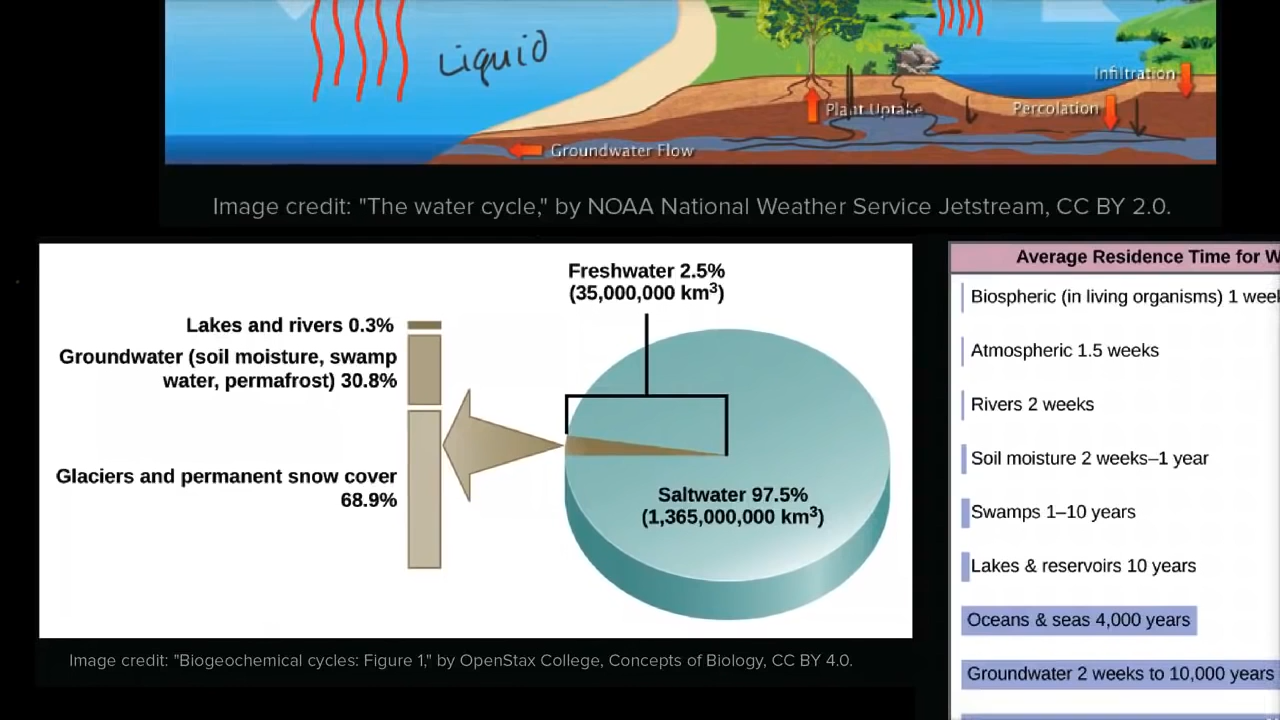 Liquid
Infiltration
Plant Uptake
Percolation
Groundwater Flow
Image credit: "The water cycle," by NOAA National Weather Service Jetstream, CC BY 2.0.
Freshwater 2.5%
(35,000,000 km³)
Lakes and rivers 0.3%
Groundwater (soil moisture, swamp
water, permafrost) 30.8%
Glaciers and permanent snow cover
68.9%
Saltwater 97.5%
(1,365,000,000 km³)
Image credit: "Biogeochemical cycles: Figure 1," by OpenStax College, Concepts of Biology, CC BY 4.0.
Average Residence Time for
Biospheric (in living organisms) 1
Atmospheric 1.5 weeks
Rivers 2 weeks
Soil moisture 2 weeks–1 year
Swamps 1–10 years
Lakes & reservoirs 10 years
Oceans & seas 4,000 years
Groundwater 2 weeks to 10,000 years